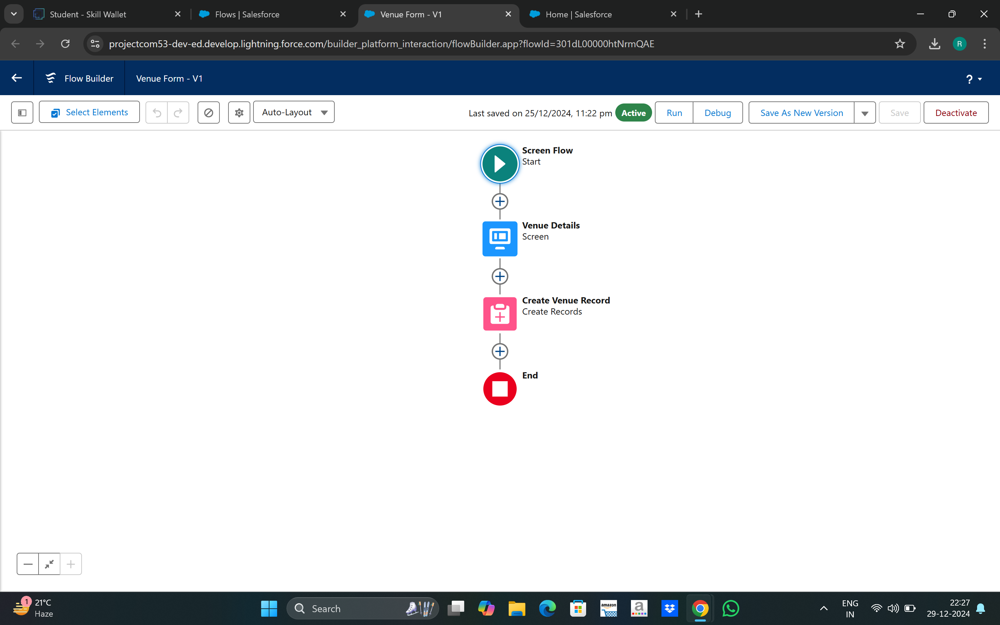 Student - Skill Wallet
Flows | Salesforce
Venue Form - V1
Home | Salesforce
projectcom53-dev-ed.develop.lightning.force.com/builder_platform_interaction/flowBuilder.app?flowId=301dL00000htNrmQAE
R
Flow Builder
Venue Form - V1
?
Select Elements
Auto-Layout
Last saved on 25/12/2024, 11:22 pm
Active
Run
Debug
Save As New Version
Save
Deactivate
Screen Flow
Start
Venue Details
Screen
Create Venue Record
Create Records
End
1
21°C
Haze
Search
amazon
a
ENG
IN
22:27
29-12-2024